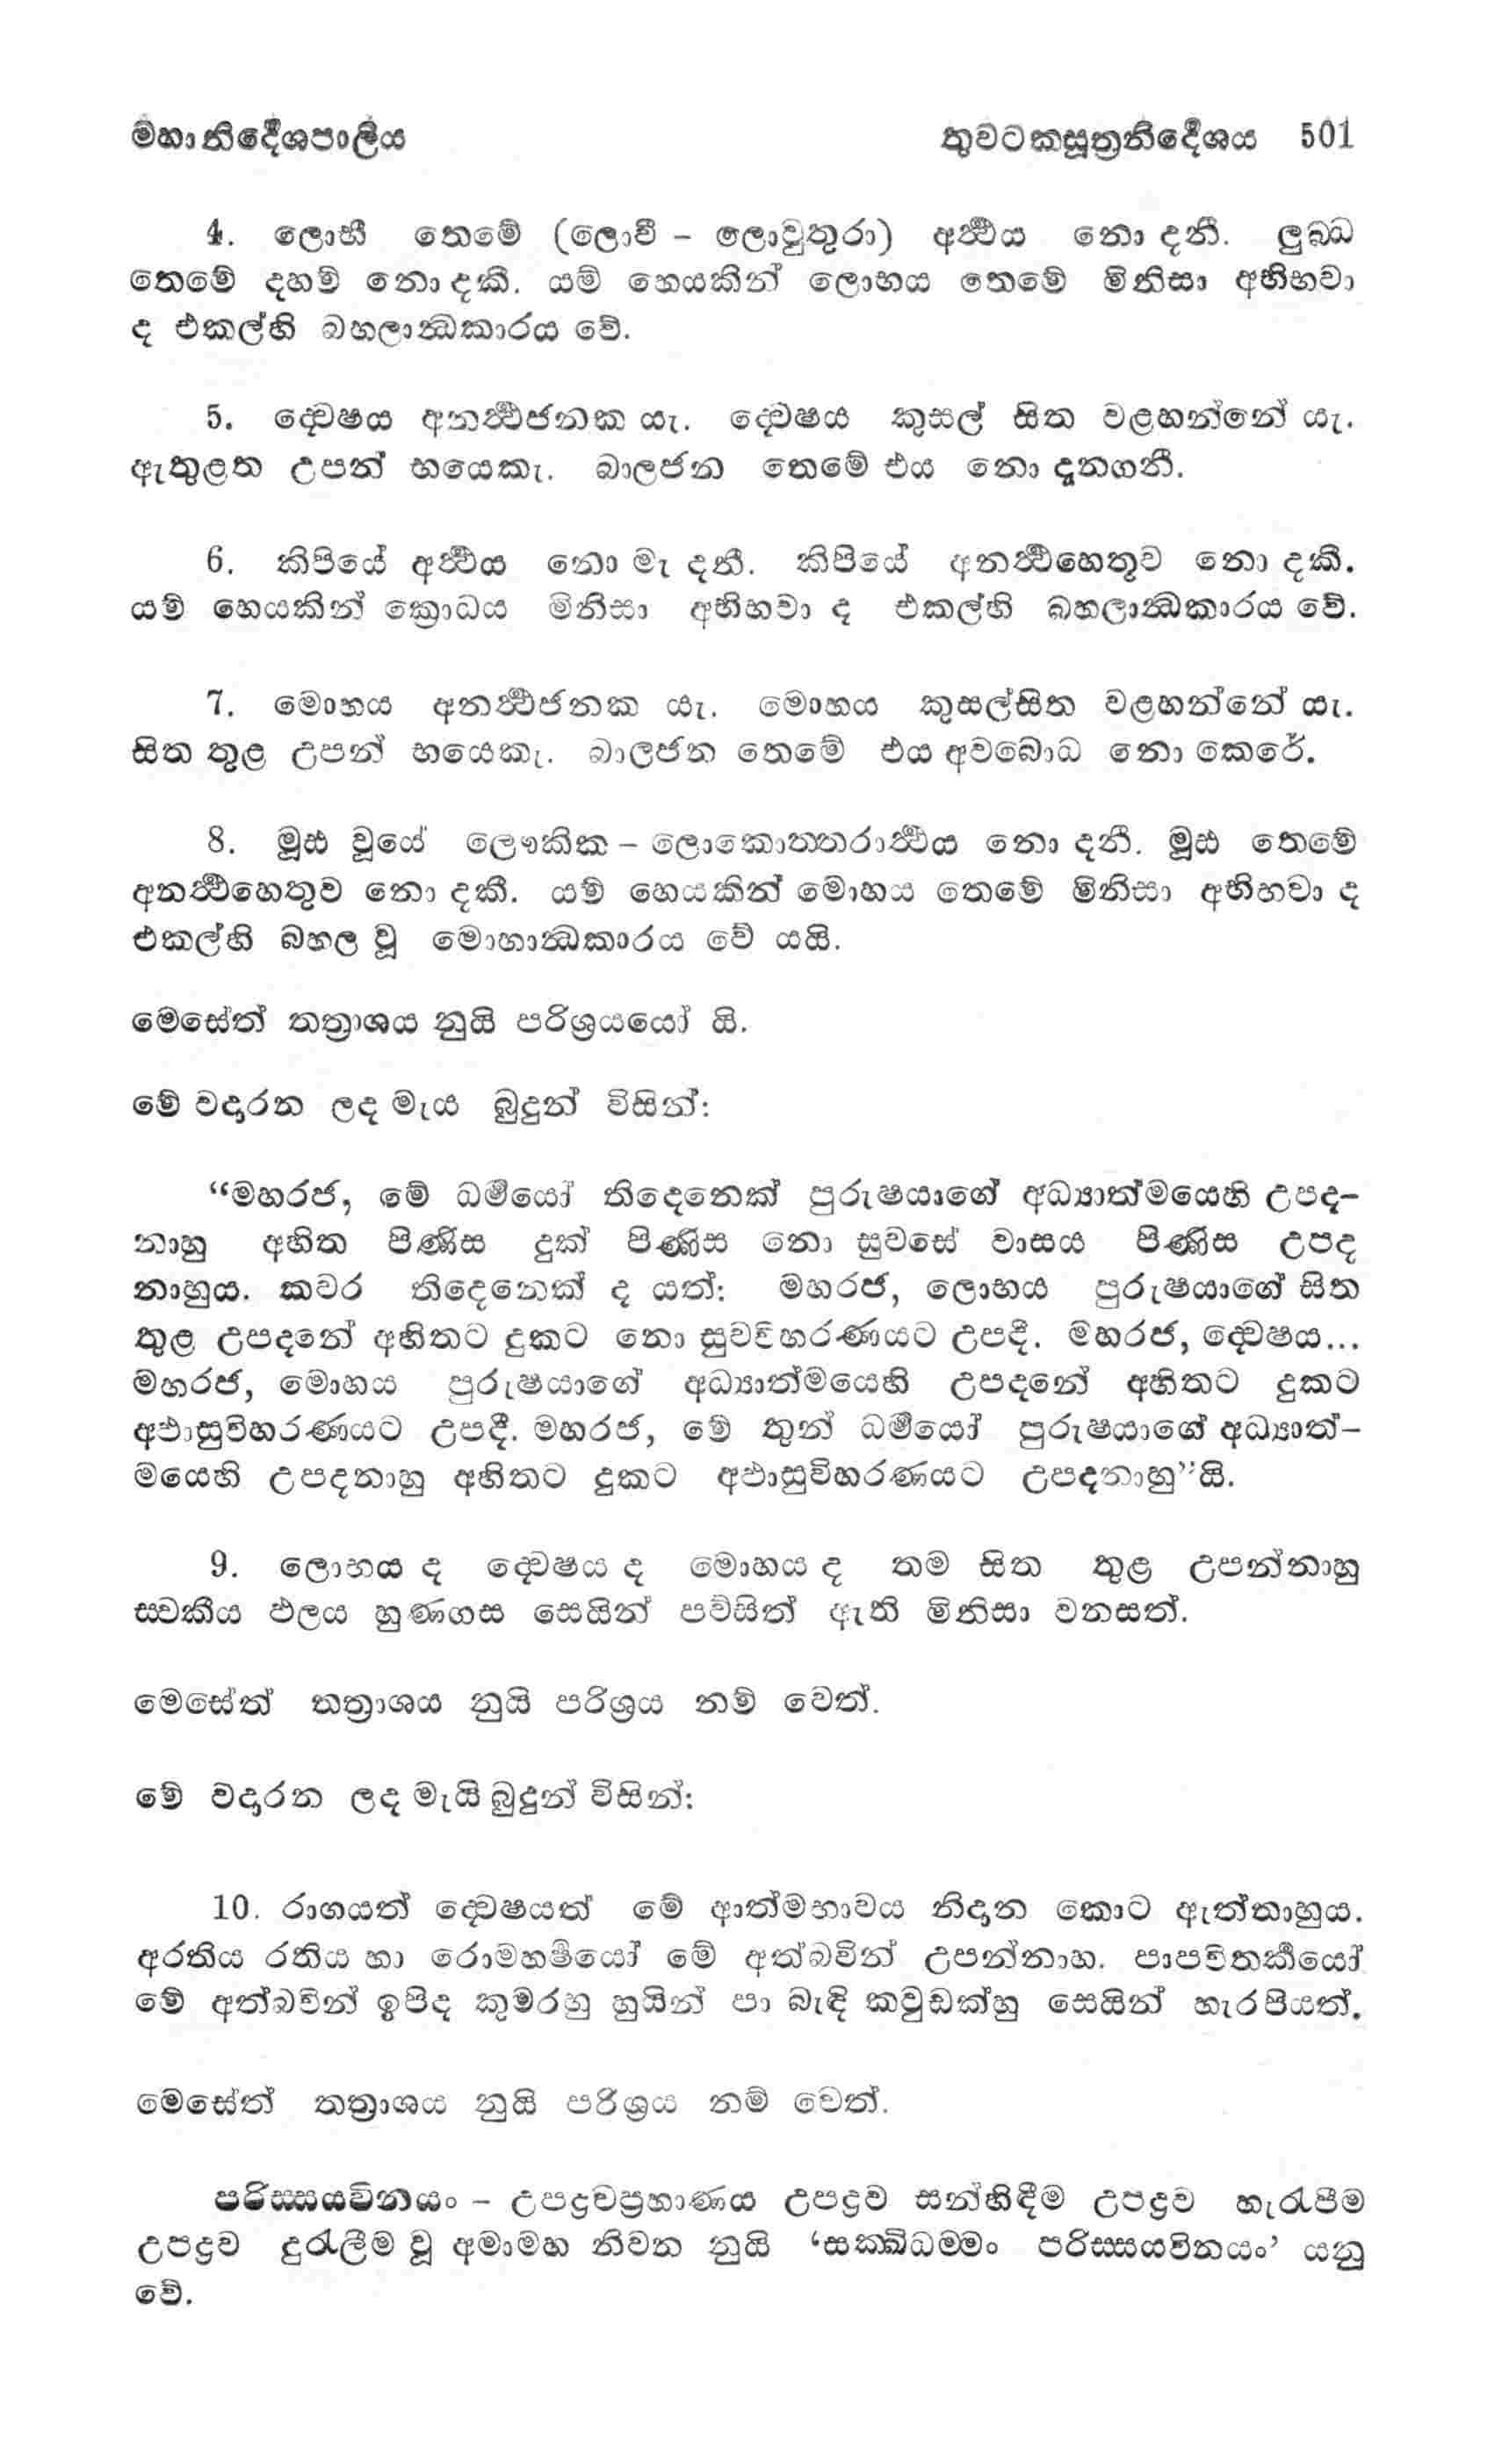 මහානිර්‍දේශපාලිය තුවටකසූත්‍රනිර්‍දේශය 501
4. ලොභී තෙමේ (ලොවී – ලොවුතුරා) අර්‍ත්‍ථය නො දනී. ලුබ්‍ධ
තෙමේ දහම් නො දකී. යම් හෙයකින් ලොභය තෙමේ මිනිසා අභිභවා
ද එකල්හි බහලාන්‍ධකාරය වේ.
5. ද්වෙෂය අනර්‍ත්‍ථජනක යැ. ද්වෙෂය කුසල් සිත වළහන්නේ යැ.
ඇතුළත උපන් භයෙකැ. බාලජන තෙමේ එය නො දැනගනී.
6. කිපියේ අර්‍ත්‍ථය නො මැ දනී. කිපියේ අනර්‍ත්‍ථහෙතුව නො දකී.
යම් හෙයකින් ක්‍රොධය මිනිසා අභිභවා ද එකල්හි බහලාන්‍ධකාරය වේ.
7. මොහය අනර්‍ත්‍ථජනක යැ. මොහය කුසල්සිත වළහන්නේ යැ.
සිත තුළ උපන් භයෙකැ. බාලජන තෙමේ එය අවබොධ නො කෙරේ.
8. මූඪ වූයේ ලෞකික – ලොකොත්තරාර්‍ත්‍ථය නො දනී. මූඪ තෙමේ
අනර්‍ත්‍ථහෙතුව නො දකී. යම් හෙයකින් මොහය තෙමේ මිනිසා අභිභවා ද
එකල්හි බහල වූ මොහාන්‍ධකාරය වේ යයි.
මෙසේත් තත්‍රාශය නුයි පරිශ්‍රයයෝ යි.
මේ වදාරන ලද මැය බුදුන් විසින්:
“මහරජ, මේ ධර්‍මයෝ තිදෙනෙක් පුරුෂයාගේ අධ්‍යාත්මයෙහි උපද-
නාහු අහිත පිණිස දුක් පිණිස නො සුවසේ වාසය පිණිස උපද
නාහුය. කවර තිදෙනෙක් ද යත්: මහරජ, ලොභය පුරුෂයාගේ සිත
තුළ උපදනේ අහිතට දුකට නො සුවවිහරණයට උපදී. මහරජ, ද්වෙෂය...
මහරජ, මොහය පුරුෂයාගේ අධ්‍යාත්මයෙහි උපදනේ අහිතට දුකට
අඵාසුවිහරණයට උපදී. මහරජ, මේ තුන් ධර්‍මයෝ පුරුෂයාගේ අධ්‍යාත්-
මයෙහි උපදනාහු අහිතට දුකට අඵාසුවිහරණයට උපදනාහු”යි.
9. ලොභය ද ද්වෙෂය ද මොහය ද තම සිත තුළ උපන්නාහු
ස්වකීය ඵලය හුණගස සෙයින් පව්සිත් ඇති මිනිසා වනසත්.
මෙසේත් තත්‍රාශය නුයි පරිශ්‍රය නම් වෙත්.
මේ වදාරන ලද මැයි බුදුන් විසින්:
10. රාගයත් ද්වෙෂයත් මේ ආත්මභාවය නිදාන කොට ඇත්තාහුය.
අරතිය රතිය හා රොමහර්‍ෂයෝ මේ අත්බවින් උපන්නාහ. පාපවිතර්‍කයෝ
මේ අත්බවින් ඉපිද කුමරහු හුයින් පා බැඳි කවුඩක්හු සෙයින් හැරපියත්.
මෙසේත් තත්‍රාශය නුයි පරිශ්‍රය නම් වෙත්.
පරිස්සයවිනයං – උපද්‍රවප්‍රහාණය උපද්‍රව සන්හිඳීම උපද්‍රව හැරැපීම
උපද්‍රව දුරැලීම වූ අමාමහ නිවන නුයි ‘සක්ඛිධම්මං පරිස්සයවිනයං’ යනු
වේ.